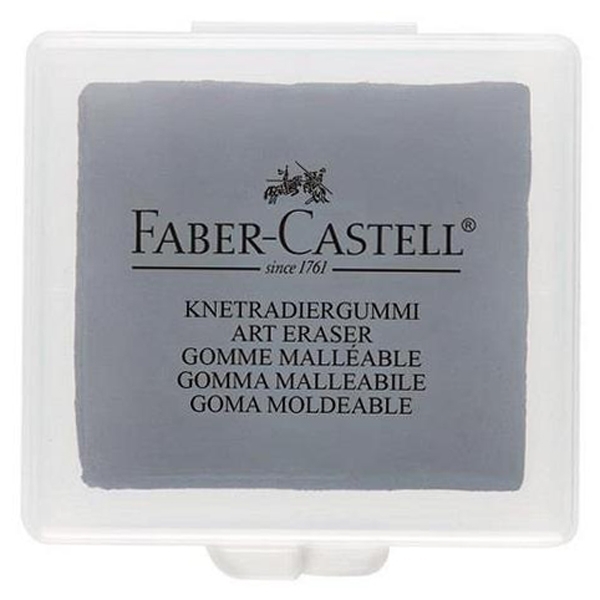 FABER-CASTELL®
since 1761
KNETRADIERGUMMI
ART ERASER
GOMME MALLÉABLE
GOMMA MALLEABILE
GOMA MOLDEABLE